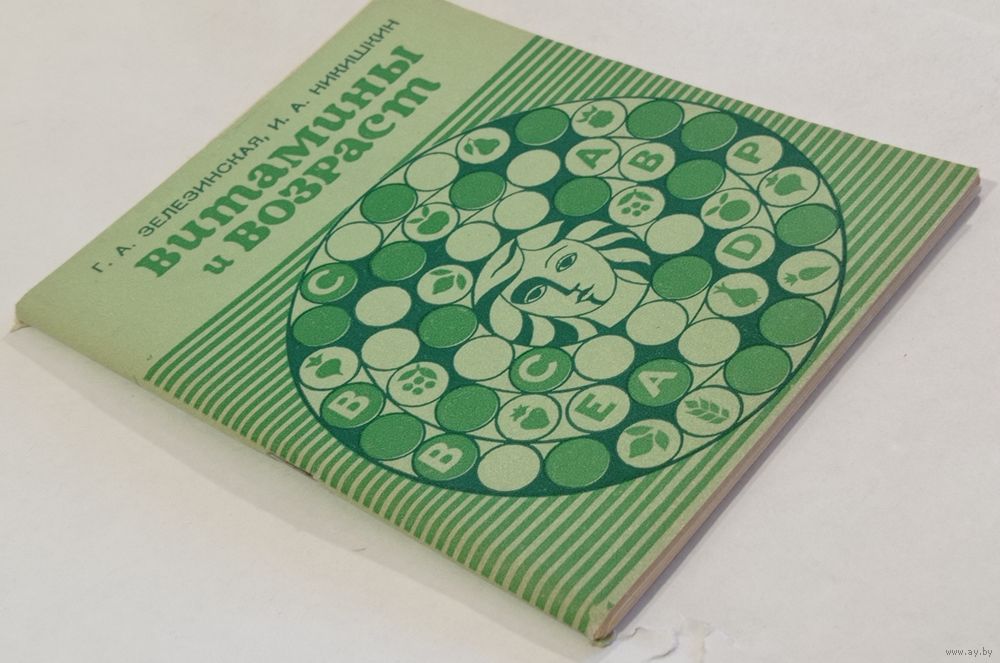 Г. А. ЗЕЛЕЗИНСКАЯ, И. А. НИКИШКИН
витамины
и возраст
A
B
P
D
C
B
C
E
A
B
www.ay.by